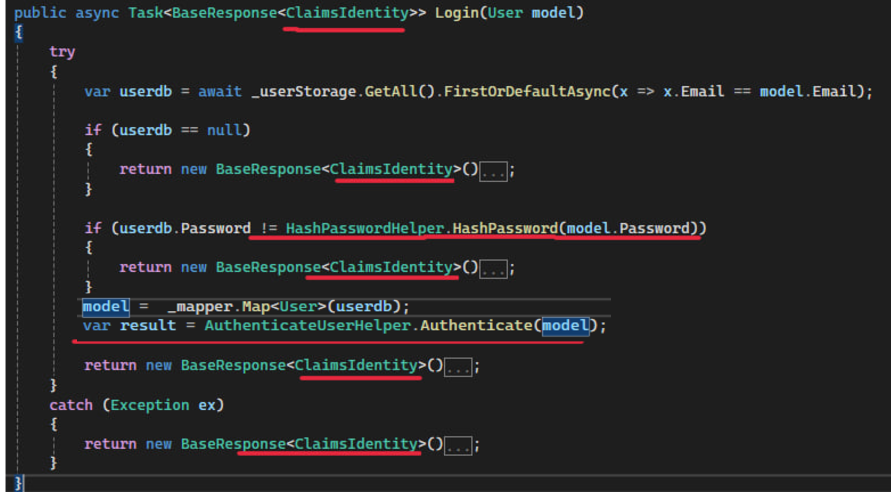 public async Task<BaseResponse<ClaimsIdentity>> Login(User model)
{
try
{
var userdb = await _userStorage.GetAll().FirstOrDefaultAsync(x => x.Email == model.Email);
if (userdb == null)
{
return new BaseResponse<ClaimsIdentity>()...;
}
if (userdb.Password != HashPasswordHelper.HashPassword(model.Password))
{
return new BaseResponse<ClaimsIdentity>()...;
}
model = _mapper.Map<User>(userdb);
var result = AuthenticateUserHelper.Authenticate(model);
return new BaseResponse<ClaimsIdentity>()...;
}
catch (Exception ex)
{
return new BaseResponse<ClaimsIdentity>()...;
}
}